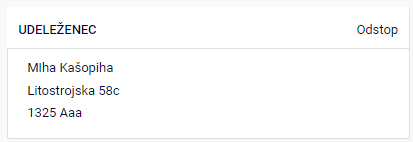 UDELEŽENEC
Odstop
MIha Kašopiha
Litostrojska 58c
1325 Aaa